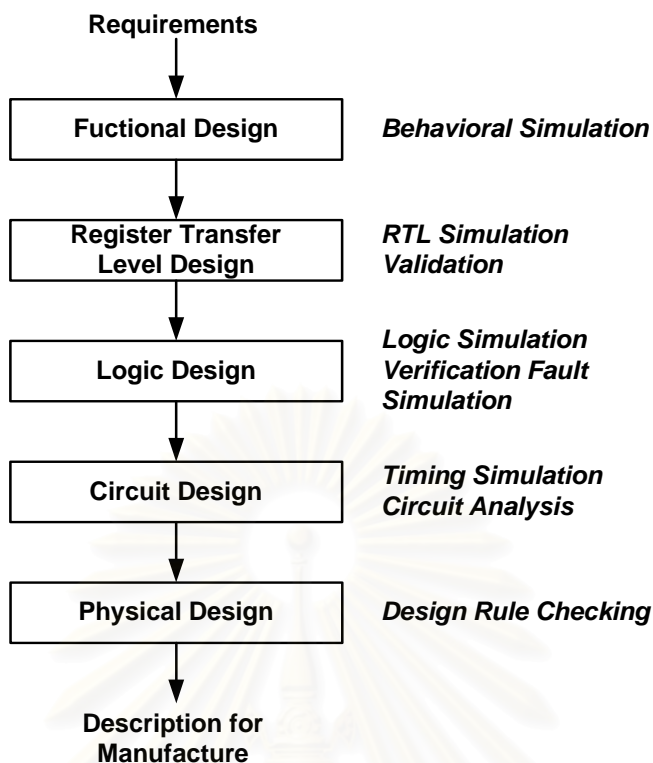 Requirements
Fuctional Design
Behavioral Simulation
Register Transfer
Level Design
RTL Simulation
Validation
Logic Design
Logic Simulation
Verification Fault
Simulation
Circuit Design
Timing Simulation
Circuit Analysis
Physical Design
Design Rule Checking
Description for
Manufacture